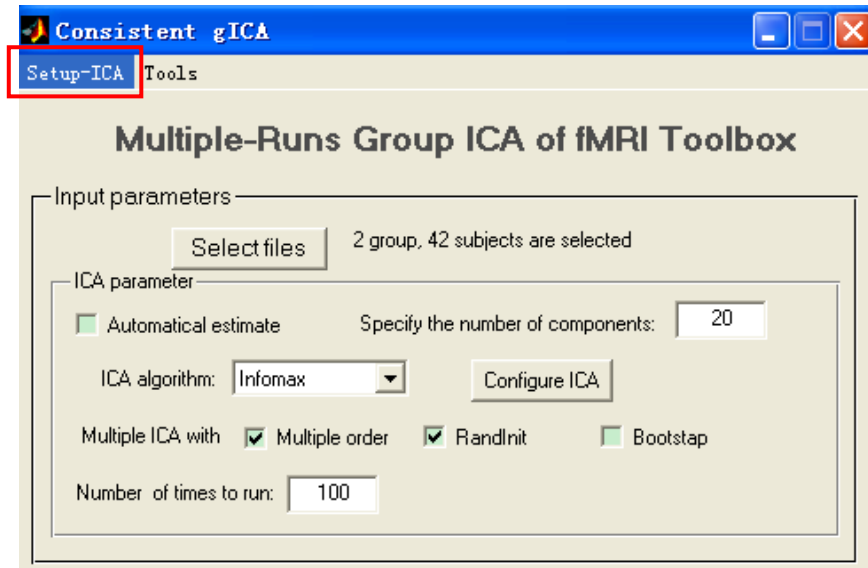 Consistent gICA
Setup-ICA Tools
Multiple-Runs Group ICA of fMRI Toolbox
Input parameters
Select files 2 group, 42 subjects are selected
ICA parameter
Automatical estimate Specify the number of components: 20
ICA algorithm: Infomax Configure ICA
Multiple ICA with Multiple order RandInit Bootstap
Number of times to run: 100